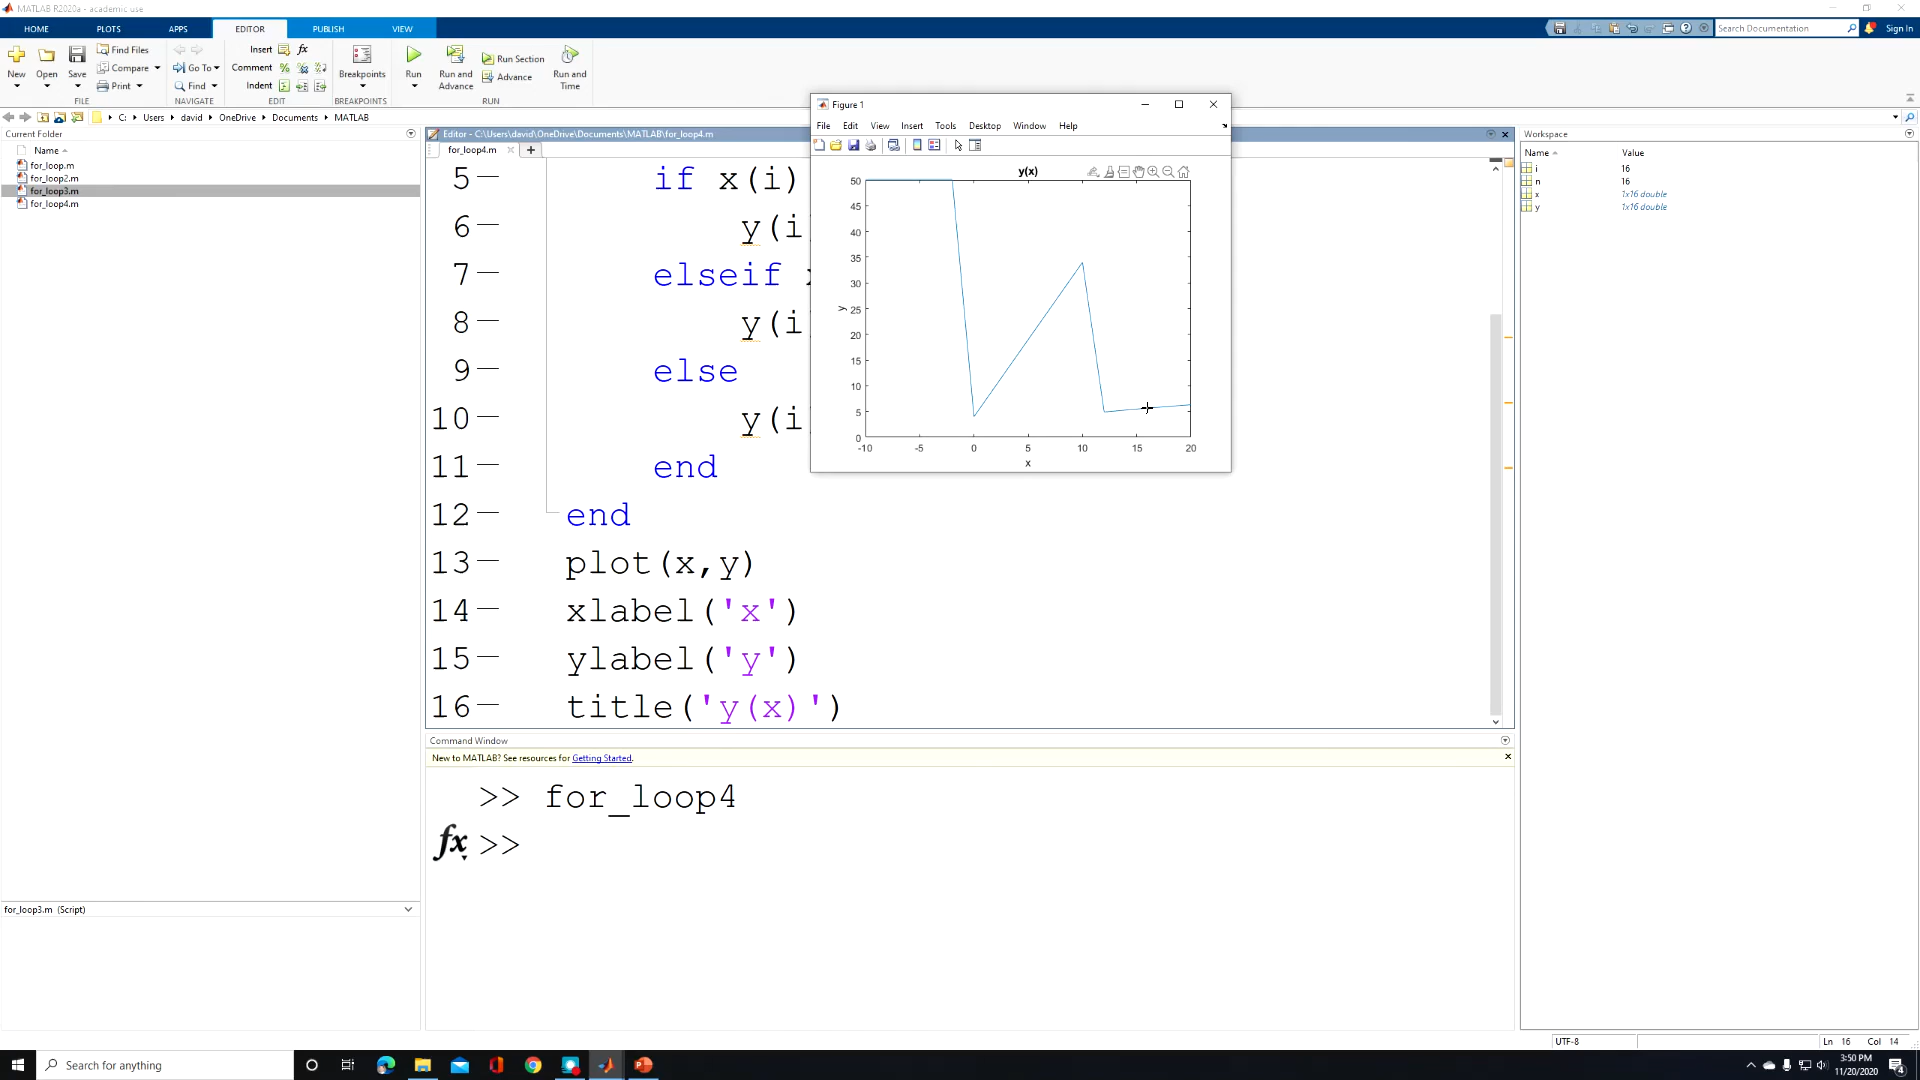 MATLAB R2020a - academic use
HOME PLOTS APPS EDITOR PUBLISH VIEW
Search Documentation
Sign In
New Open Save
Find Files
Compare
Print
FILE
Go To
Find
NAVIGATE
Insert fx
Comment
Indent
EDIT
Breakpoints
BREAKPOINTS
Run
Run and Advance
Run Section
Advance
Run and Time
RUN
C: Users david OneDrive Documents MATLAB
Current Folder
Name
for_loop.m
for_loop2.m
for_loop3.m
for_loop4.m
for_loop3.m (Script)
Editor - C:\Users\david\OneDrive\Documents\MATLAB\for_loop4.m
for_loop4.m
5 if x(i)
6 y(i
7 elseif
8 y(i
9 else
10 y(i
11 end
12 end
13 plot(x,y)
14 xlabel('x')
15 ylabel('y')
16 title('y(x)')
Figure 1
File Edit View Insert Tools Desktop Window Help
y(x)
50
45
40
35
30
25
20
15
10
5
0
y
-10 -5 0 5 10 15 20
x
Command Window
New to MATLAB? See resources for Getting Started.
>> for_loop4
fx >>
Workspace
Name Value
i 16
n 16
x 1x16 double
y 1x16 double
UTF-8
Ln 16 Col 14
Search for anything
3:50 PM
11/20/2020
4